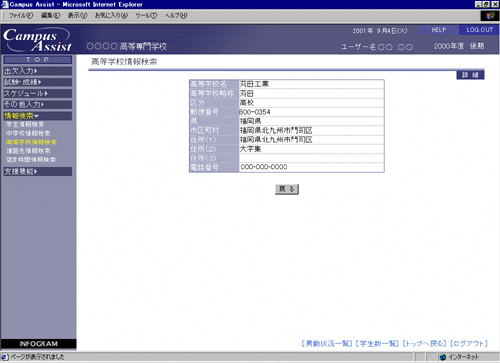 Campus Assist - Microsoft Internet Explorer
ファイル(F) 編集(E) 表示(V) お気に入り(A) ツール(T) ヘルプ(H)
Campus Assist
2001年 9月4日(火) HELP LOG OUT
〇〇〇〇高等専門学校 ユーザー名〇〇 〇〇 2000年度 後期
TOP
高等学校情報検索
詳細
出欠入力
試験・成績
スケジュール
その他入力
情報検索
学生情報検索
中学校情報検索
高等学校情報検索
進路先情報検索
空き時間情報検索
支援機能
高等学校名 苅田工業
高等学校略称 苅田
区分 高校
郵便番号 800-0354
県 福岡県
市区町村 福岡県北九州市門司区
住所(1) 福岡県北九州市門司区
住所(2) 大字集
住所(3)
電話番号 000-000-0000
戻る
INFOGRAM
[異動状況一覧] [学生数一覧] [トップへ戻る] [ログアウト]
ページが表示されました インターネット